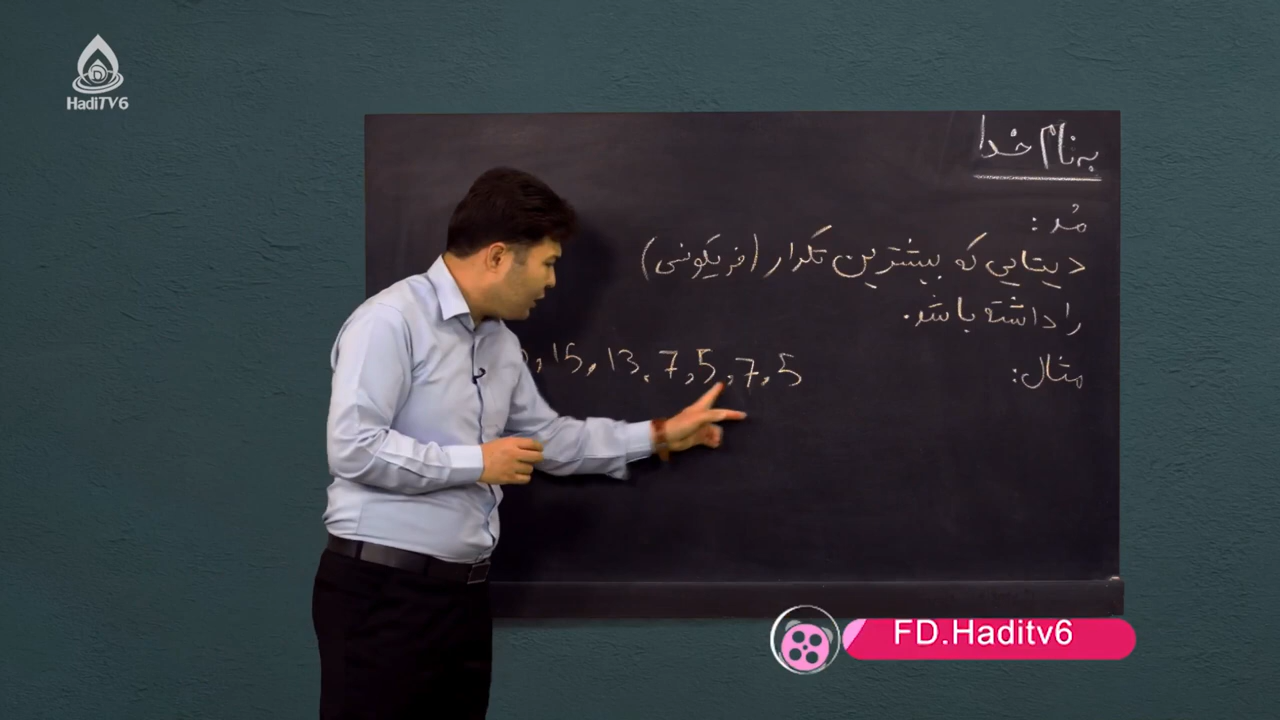 HadiTV6
به نام خدا
مُد:
دیتایی که بیشترین تکرار (فریکونسی)
را داشته باشد.
مثال:
,15,13,7,5,7,5
FD.Haditv6